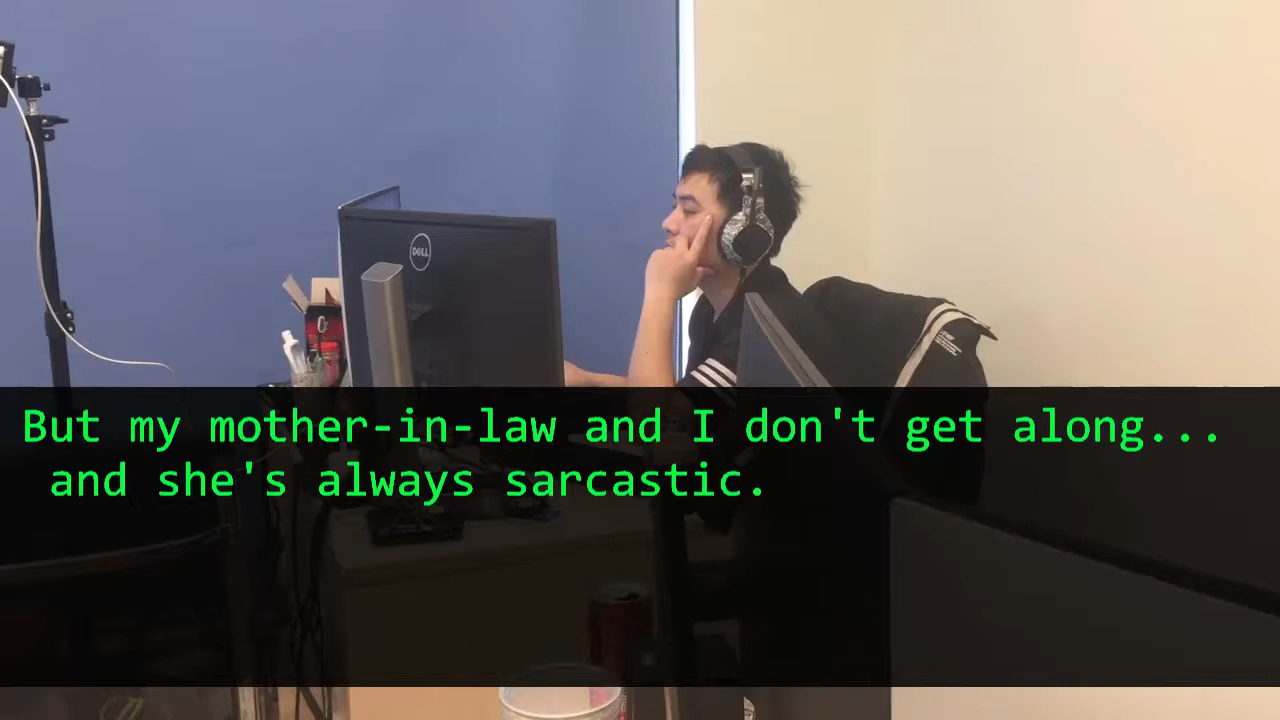 DELL
But my mother-in-law and I don't get along...
and she's always sarcastic.